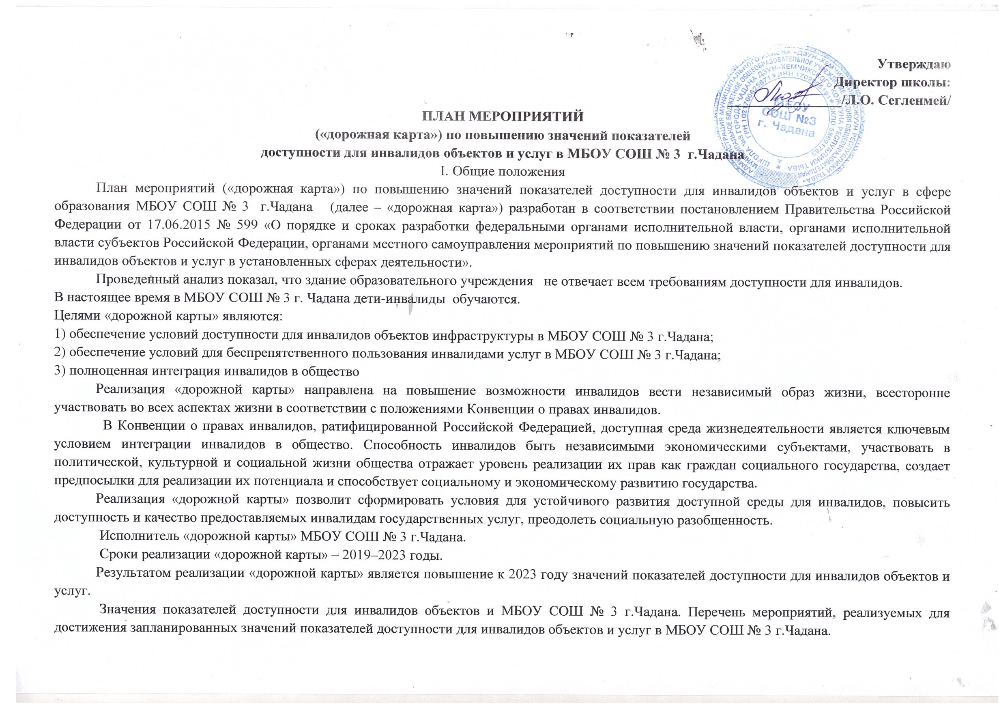 Утверждаю
Директор школы:
/Л.О. Сегленмей/
МБОУ
СОШ №3
г. Чадана
ПЛАН МЕРОПРИЯТИЙ
(«дорожная карта») по повышению значений показателей
доступности для инвалидов объектов и услуг в МБОУ СОШ № 3 г.Чадана
I. Общие положения
План мероприятий («дорожная карта») по повышению значений показателей доступности для инвалидов объектов и услуг в сфере
образования МБОУ СОШ № 3 г.Чадана (далее – «дорожная карта») разработан в соответствии постановлением Правительства Российской
Федерации от 17.06.2015 № 599 «О порядке и сроках разработки федеральными органами исполнительной власти, органами исполнительной
власти субъектов Российской Федерации, органами местного самоуправления мероприятий по повышению значений показателей доступности для
инвалидов объектов и услуг в установленных сферах деятельности».
Проведенный анализ показал, что здание образовательного учреждения не отвечает всем требованиям доступности для инвалидов.
В настоящее время в МБОУ СОШ № 3 г. Чадана дети-инвалиды обучаются.
Целями «дорожной карты» являются:
1) обеспечение условий доступности для инвалидов объектов инфраструктуры в МБОУ СОШ № 3 г.Чадана;
2) обеспечение условий для беспрепятственного пользования инвалидами услуг в МБОУ СОШ № 3 г.Чадана;
3) полноценная интеграция инвалидов в общество
Реализация «дорожной карты» направлена на повышение возможности инвалидов вести независимый образ жизни, всесторонне
участвовать во всех аспектах жизни в соответствии с положениями Конвенции о правах инвалидов.
В Конвенции о правах инвалидов, ратифицированной Российской Федерацией, доступная среда жизнедеятельности является ключевым
условием интеграции инвалидов в общество. Способность инвалидов быть независимыми экономическими субъектами, участвовать в
политической, культурной и социальной жизни общества отражает уровень реализации их прав как граждан социального государства, создает
предпосылки для реализации их потенциала и способствует социальному и экономическому развитию государства.
Реализация «дорожной карты» позволит сформировать условия для устойчивого развития доступной среды для инвалидов, повысить
доступность и качество предоставляемых инвалидам государственных услуг, преодолеть социальную разобщенность.
Исполнитель «дорожной карты» МБОУ СОШ № 3 г.Чадана.
Сроки реализации «дорожной карты» – 2019–2023 годы.
Результатом реализации «дорожной карты» является повышение к 2023 году значений показателей доступности для инвалидов объектов и
услуг.
Значения показателей доступности для инвалидов объектов и МБОУ СОШ № 3 г.Чадана. Перечень мероприятий, реализуемых для
достижения запланированных значений показателей доступности для инвалидов объектов и услуг в МБОУ СОШ № 3 г.Чадана.